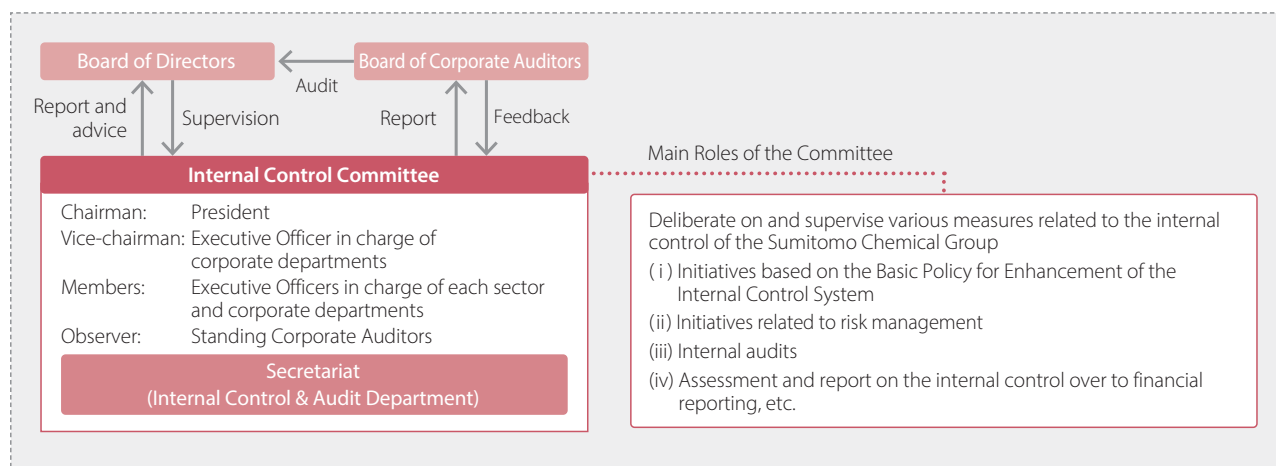 Board of Directors
Board of Corporate Auditors
Audit
Report and
advice
Supervision
Report
Feedback
Internal Control Committee
Chairman: President
Vice-chairman: Executive Officer in charge of
corporate departments
Members: Executive Officers in charge of each sector
and corporate departments
Observer: Standing Corporate Auditors
Secretariat
(Internal Control & Audit Department)
Main Roles of the Committee
Deliberate on and supervise various measures related to the internal
control of the Sumitomo Chemical Group
(i) Initiatives based on the Basic Policy for Enhancement of the
Internal Control System
(ii) Initiatives related to risk management
(iii) Internal audits
(iv) Assessment and report on the internal control over to financial
reporting, etc.